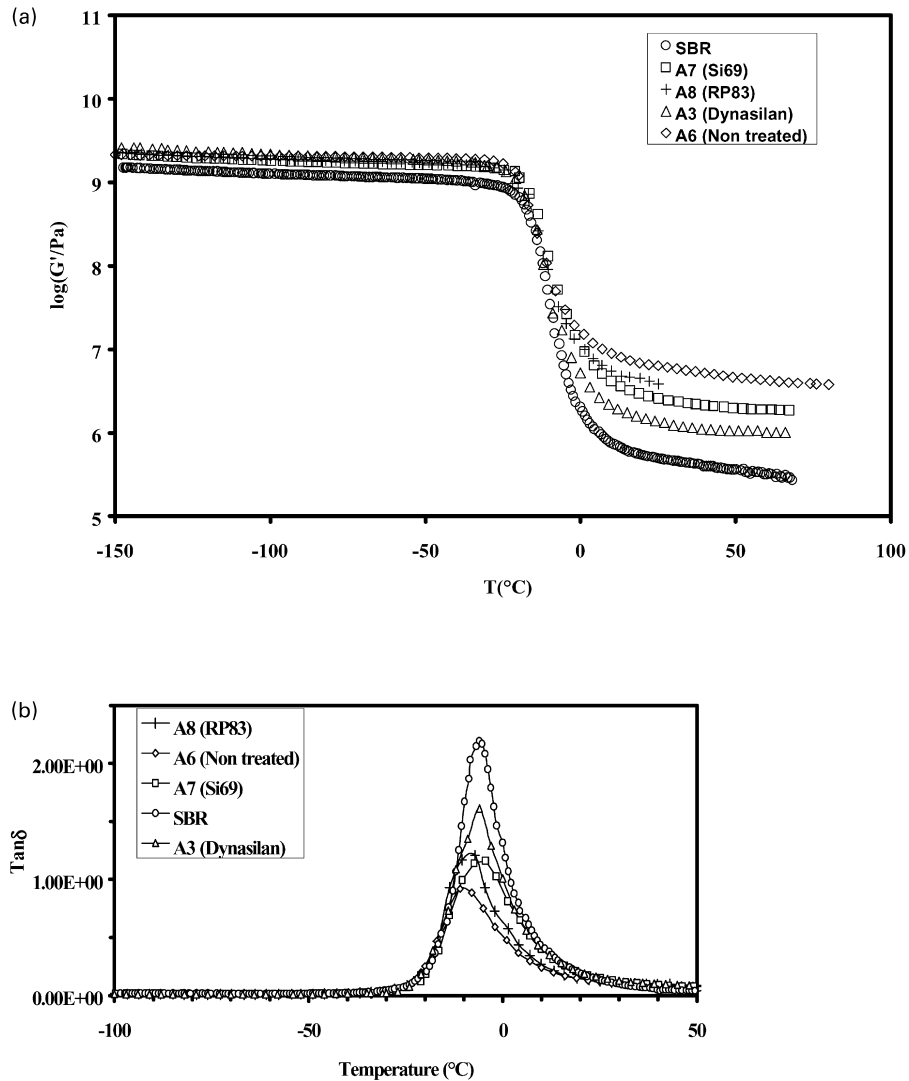 (a)
11
10
9
8
7
6
5
log(G'/Pa)
-150
-100
-50
0
50
100
T(°C)
SBR
A7 (Si69)
A8 (RP83)
A3 (Dynasilan)
A6 (Non treated)
(b)
A8 (RP83)
A6 (Non treated)
A7 (Si69)
SBR
A3 (Dynasilan)
2.00E+00
1.00E+00
0.00E+00
Tanδ
-100
-50
0
50
Temperature (°C)